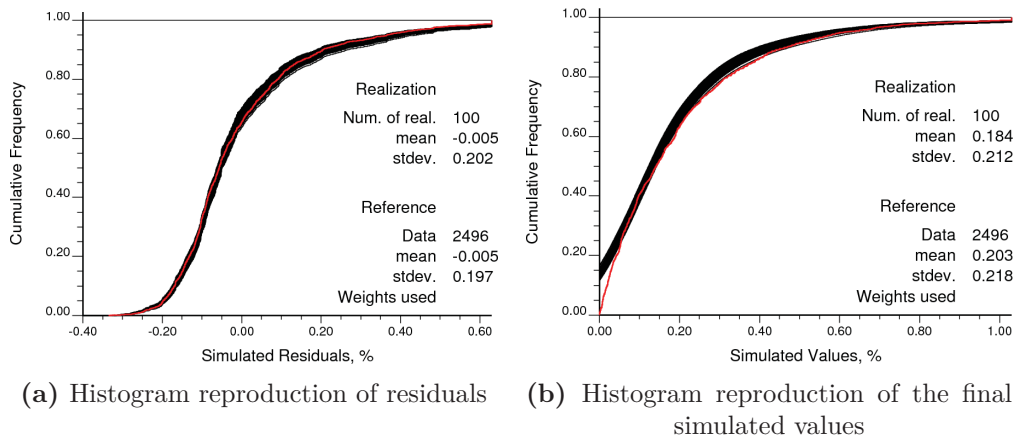 1.00
0.80
0.60
0.40
0.20
0.00
Cumulative Frequency
-0.40 -0.20 0.00 0.20 0.40 0.60
Simulated Residuals, %
Realization
Num. of real. 100
mean -0.005
stdev. 0.202
Reference
Data 2496
mean -0.005
stdev. 0.197
Weights used
(a) Histogram reproduction of residuals
1.00
0.80
0.60
0.40
0.20
0.00
Cumulative Frequency
0.00 0.20 0.40 0.60 0.80 1.00
Simulated Values, %
Realization
Num. of real. 100
mean 0.184
stdev. 0.212
Reference
Data 2496
mean 0.203
stdev. 0.218
Weights used
(b) Histogram reproduction of the final
simulated values